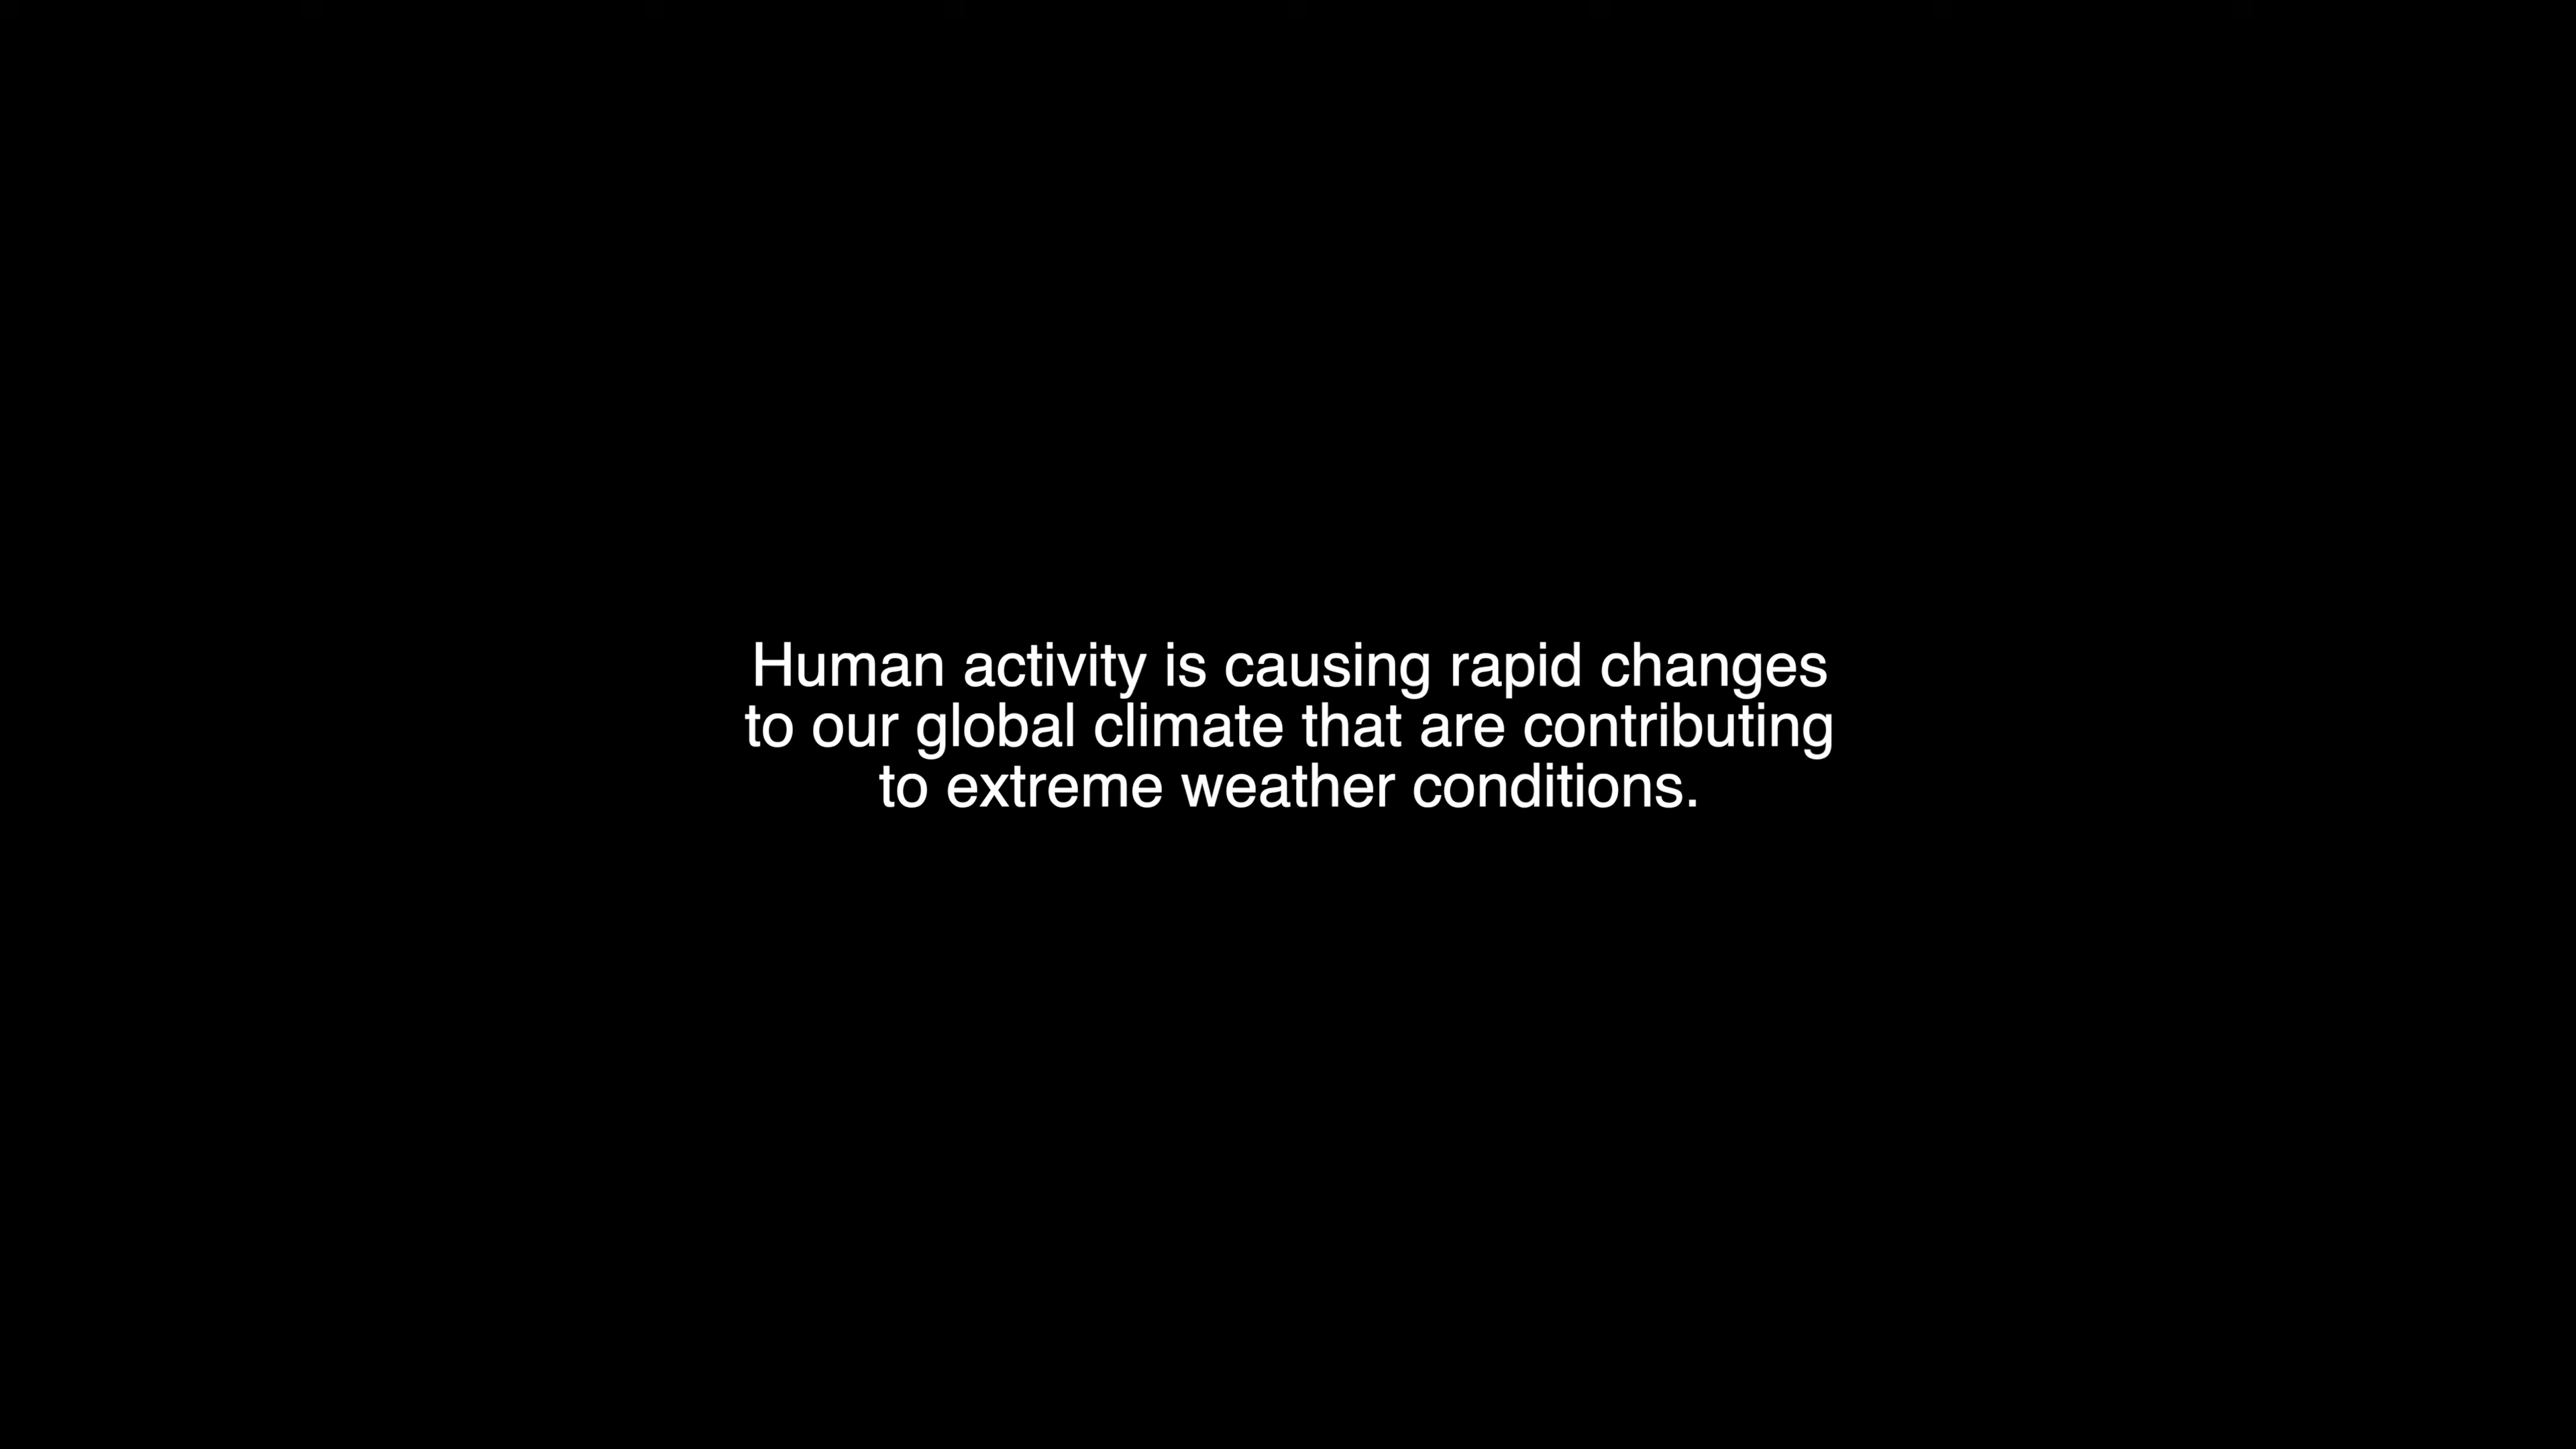 Human activity is causing rapid changes
to our global climate that are contributing
to extreme weather conditions.